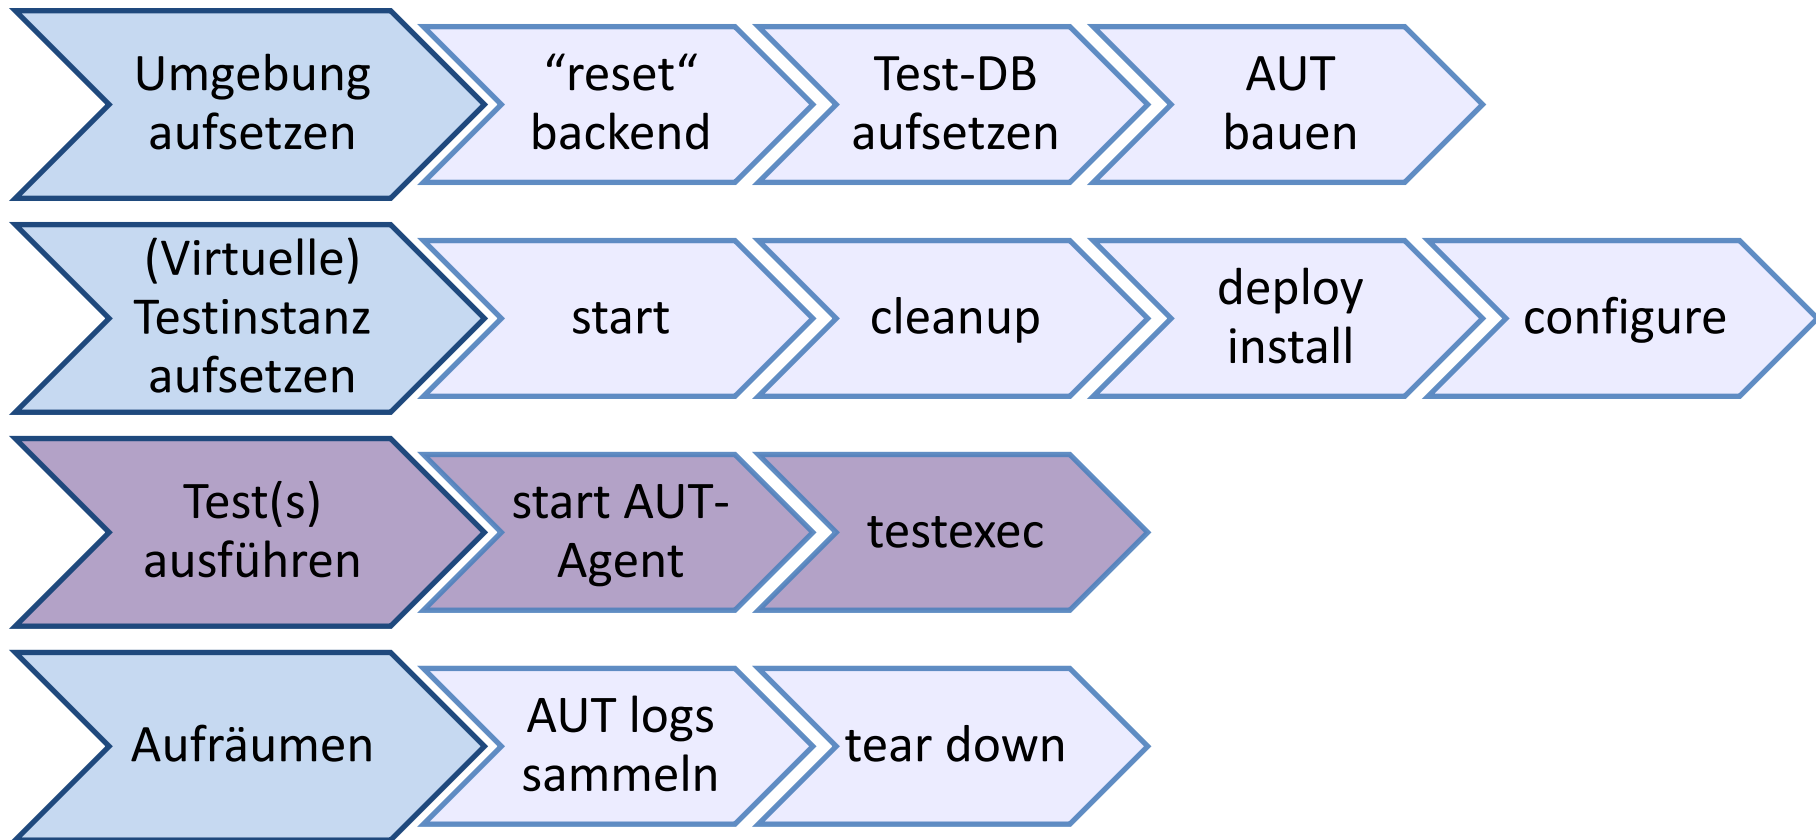 Umgebung
aufsetzen
“reset“
backend
Test-DB
aufsetzen
AUT
bauen
(Virtuelle)
Testinstanz
aufsetzen
start
cleanup
deploy
install
configure
Test(s)
ausführen
start AUT-
Agent
testexec
Aufräumen
AUT logs
sammeln
tear down